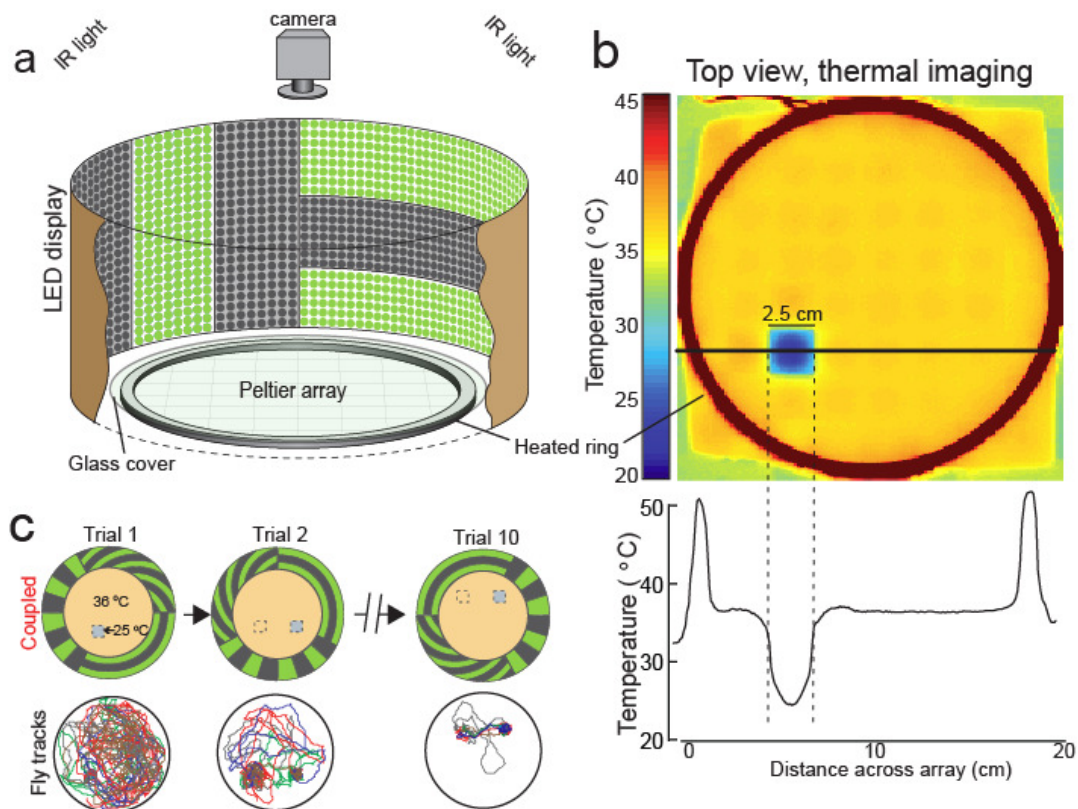 a
IR light
camera
IR light
LED display
Peltier array
Glass cover
Heated ring
b
Top view, thermal imaging
Temperature ( °C)
45
40
35
30
25
20
2.5 cm
Temperature ( °C)
50
40
30
20
0
10
20
Distance across array (cm)
c
Trial 1
Trial 2
Trial 10
Coupled
36 ºC
25 ºC
Fly tracks